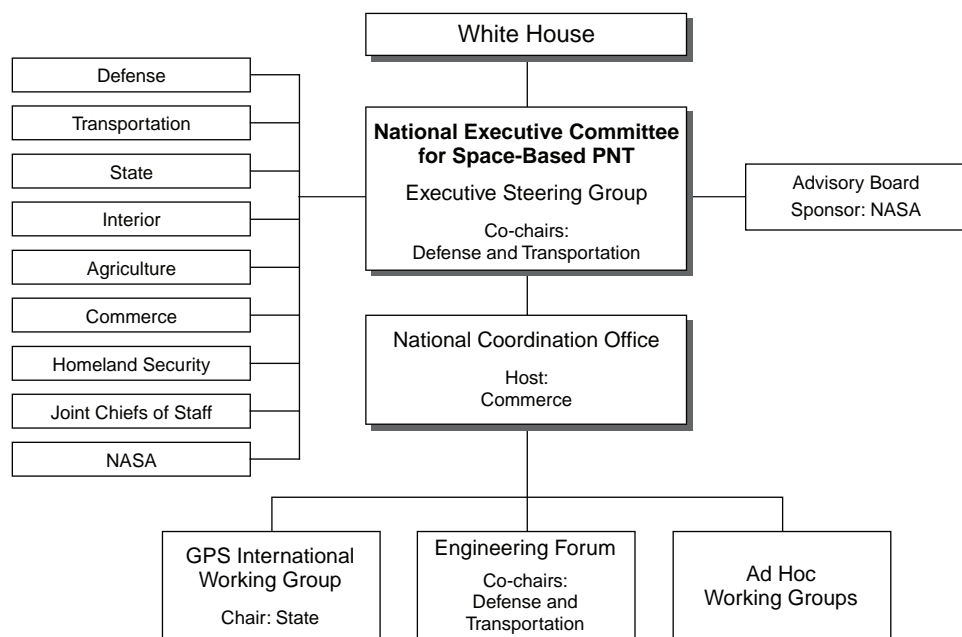 White House
Defense
Transportation
State
Interior
Agriculture
Commerce
Homeland Security
Joint Chiefs of Staff
NASA
National Executive Committee
for Space-Based PNT
Executive Steering Group
Co-chairs:
Defense and Transportation
Advisory Board
Sponsor: NASA
National Coordination Office
Host:
Commerce
GPS International
Working Group
Chair: State
Engineering Forum
Co-chairs:
Defense and
Transportation
Ad Hoc
Working Groups